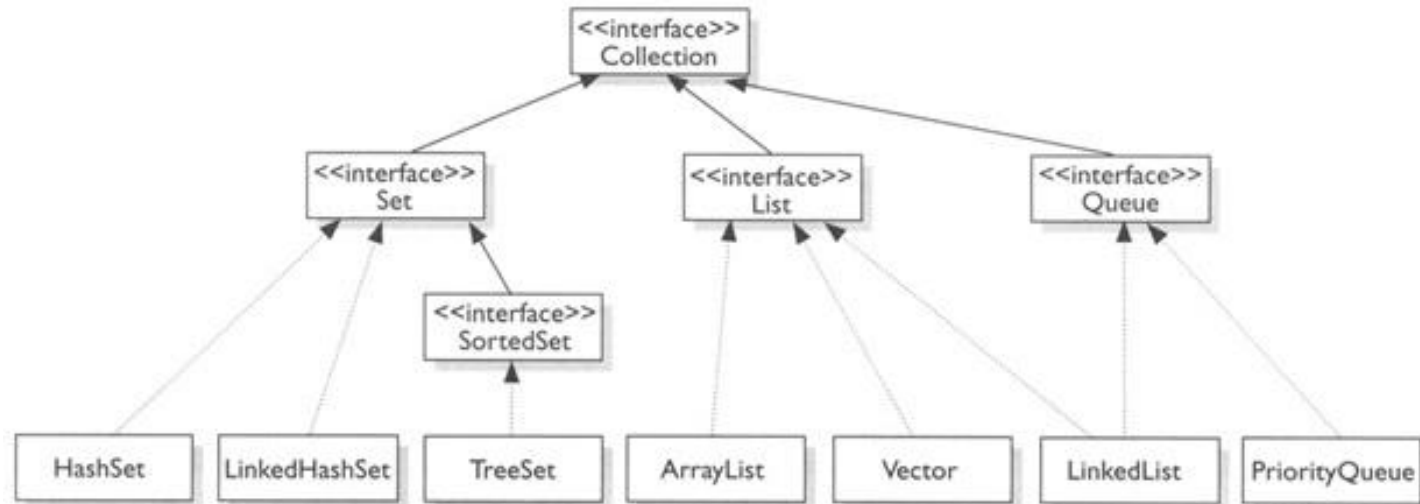 <<interface>>
Collection
<<interface>>
Set
<<interface>>
List
<<interface>>
Queue
<<interface>>
SortedSet
HashSet
LinkedHashSet
TreeSet
ArrayList
Vector
LinkedList
PriorityQueue